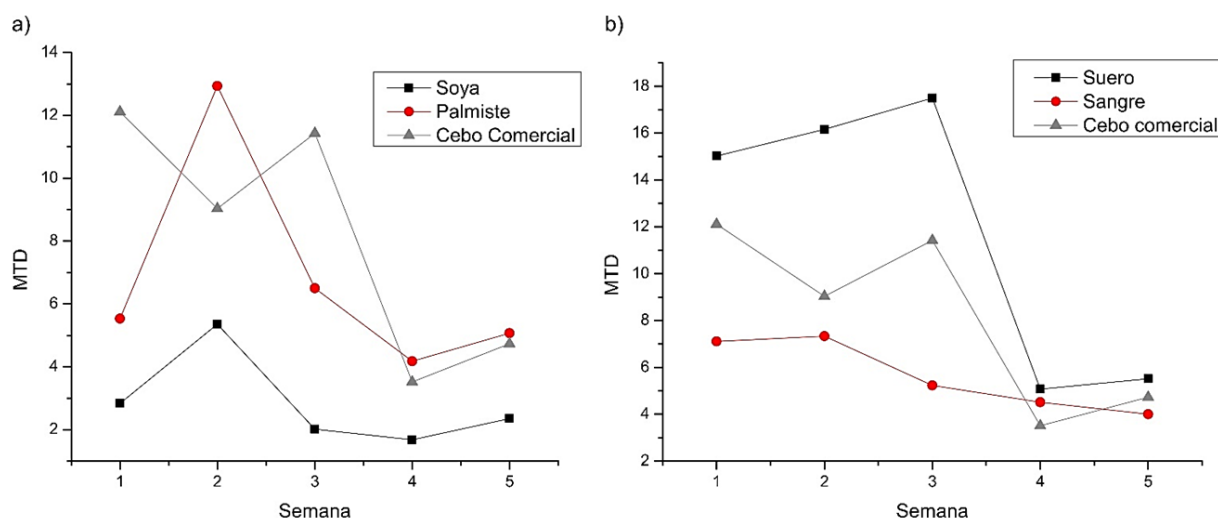 a)
14
12
10
8
6
4
2
MTD
1
2
3
4
5
Semana
Soya
Palmiste
Cebo Comercial
b)
18
16
14
12
10
8
6
4
2
MTD
1
2
3
4
5
Semana
Suero
Sangre
Cebo comercial